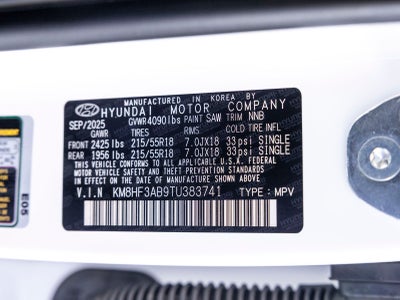 MANUFACTURED IN KOREA BY
HYUNDAI MOTOR COMPANY
SEP/2025 GVWR4090lbs PAINT SAW TRIM NNB
GAWR TIRES RIMS COLD TIRE INFL
FRONT 2425 lbs 215/55R18 7.0JX18 33psi SINGLE
REAR 1956 lbs 215/55R18 7.0JX18 33psi SINGLE
THIS VEHICLE CONFORMS TO ALL APPLICABLE U.S. FEDERAL
MOTOR VEHICLE SAFETY, BUMPER, AND THEFT PREVENTION
STANDARDS IN EFFECT ON THE DATE OF MANUFACTURE SHOWN ABOVE.
V.I.N KM8HF3AB9TU383741 TYPE : MPV
E05